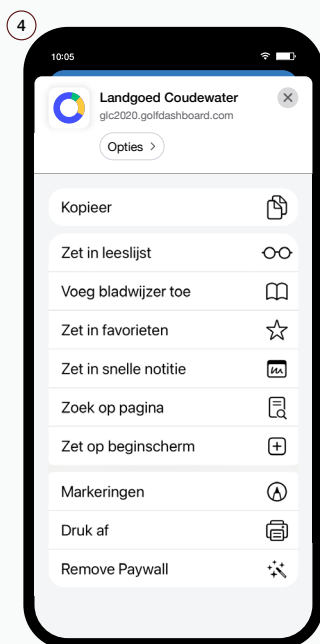 4
10:05
Landgoed Coudewater
glc2020.golfdashboard.com
Opties >
Kopieer
Zet in leeslijst
Voeg bladwijzer toe
Zet in favorieten
Zet in snelle notitie
Zoek op pagina
Zet op beginscherm
Markeringen
Druk af
Remove Paywall